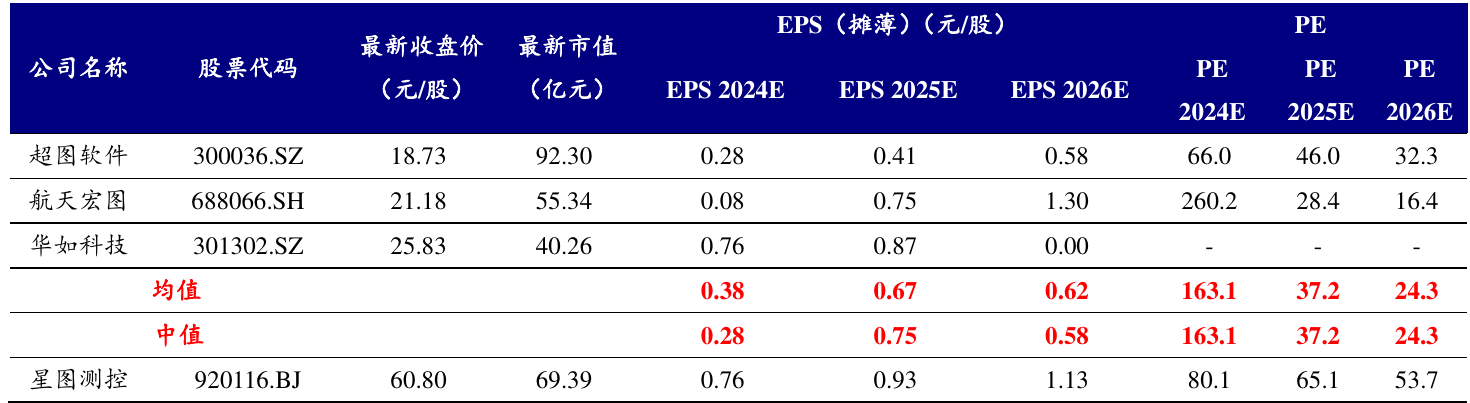 公司名称 股票代码 最新收盘价（元/股） 最新市值（亿元） EPS（摊薄）(元/股） PE
EPS 2024E EPS 2025E EPS 2026E PE 2024E PE 2025E PE 2026E
超图软件 300036.SZ 18.73 92.30 0.28 0.41 0.58 66.0 46.0 32.3
航天宏图 688066.SH 21.18 55.34 0.08 0.75 1.30 260.2 28.4 16.4
华如科技 301302.SZ 25.83 40.26 0.76 0.87 0.00 - - -
均值 0.38 0.67 0.62 163.1 37.2 24.3
中值 0.28 0.75 0.58 163.1 37.2 24.3
星图测控 920116.BJ 60.80 69.39 0.76 0.93 1.13 80.1 65.1 53.7